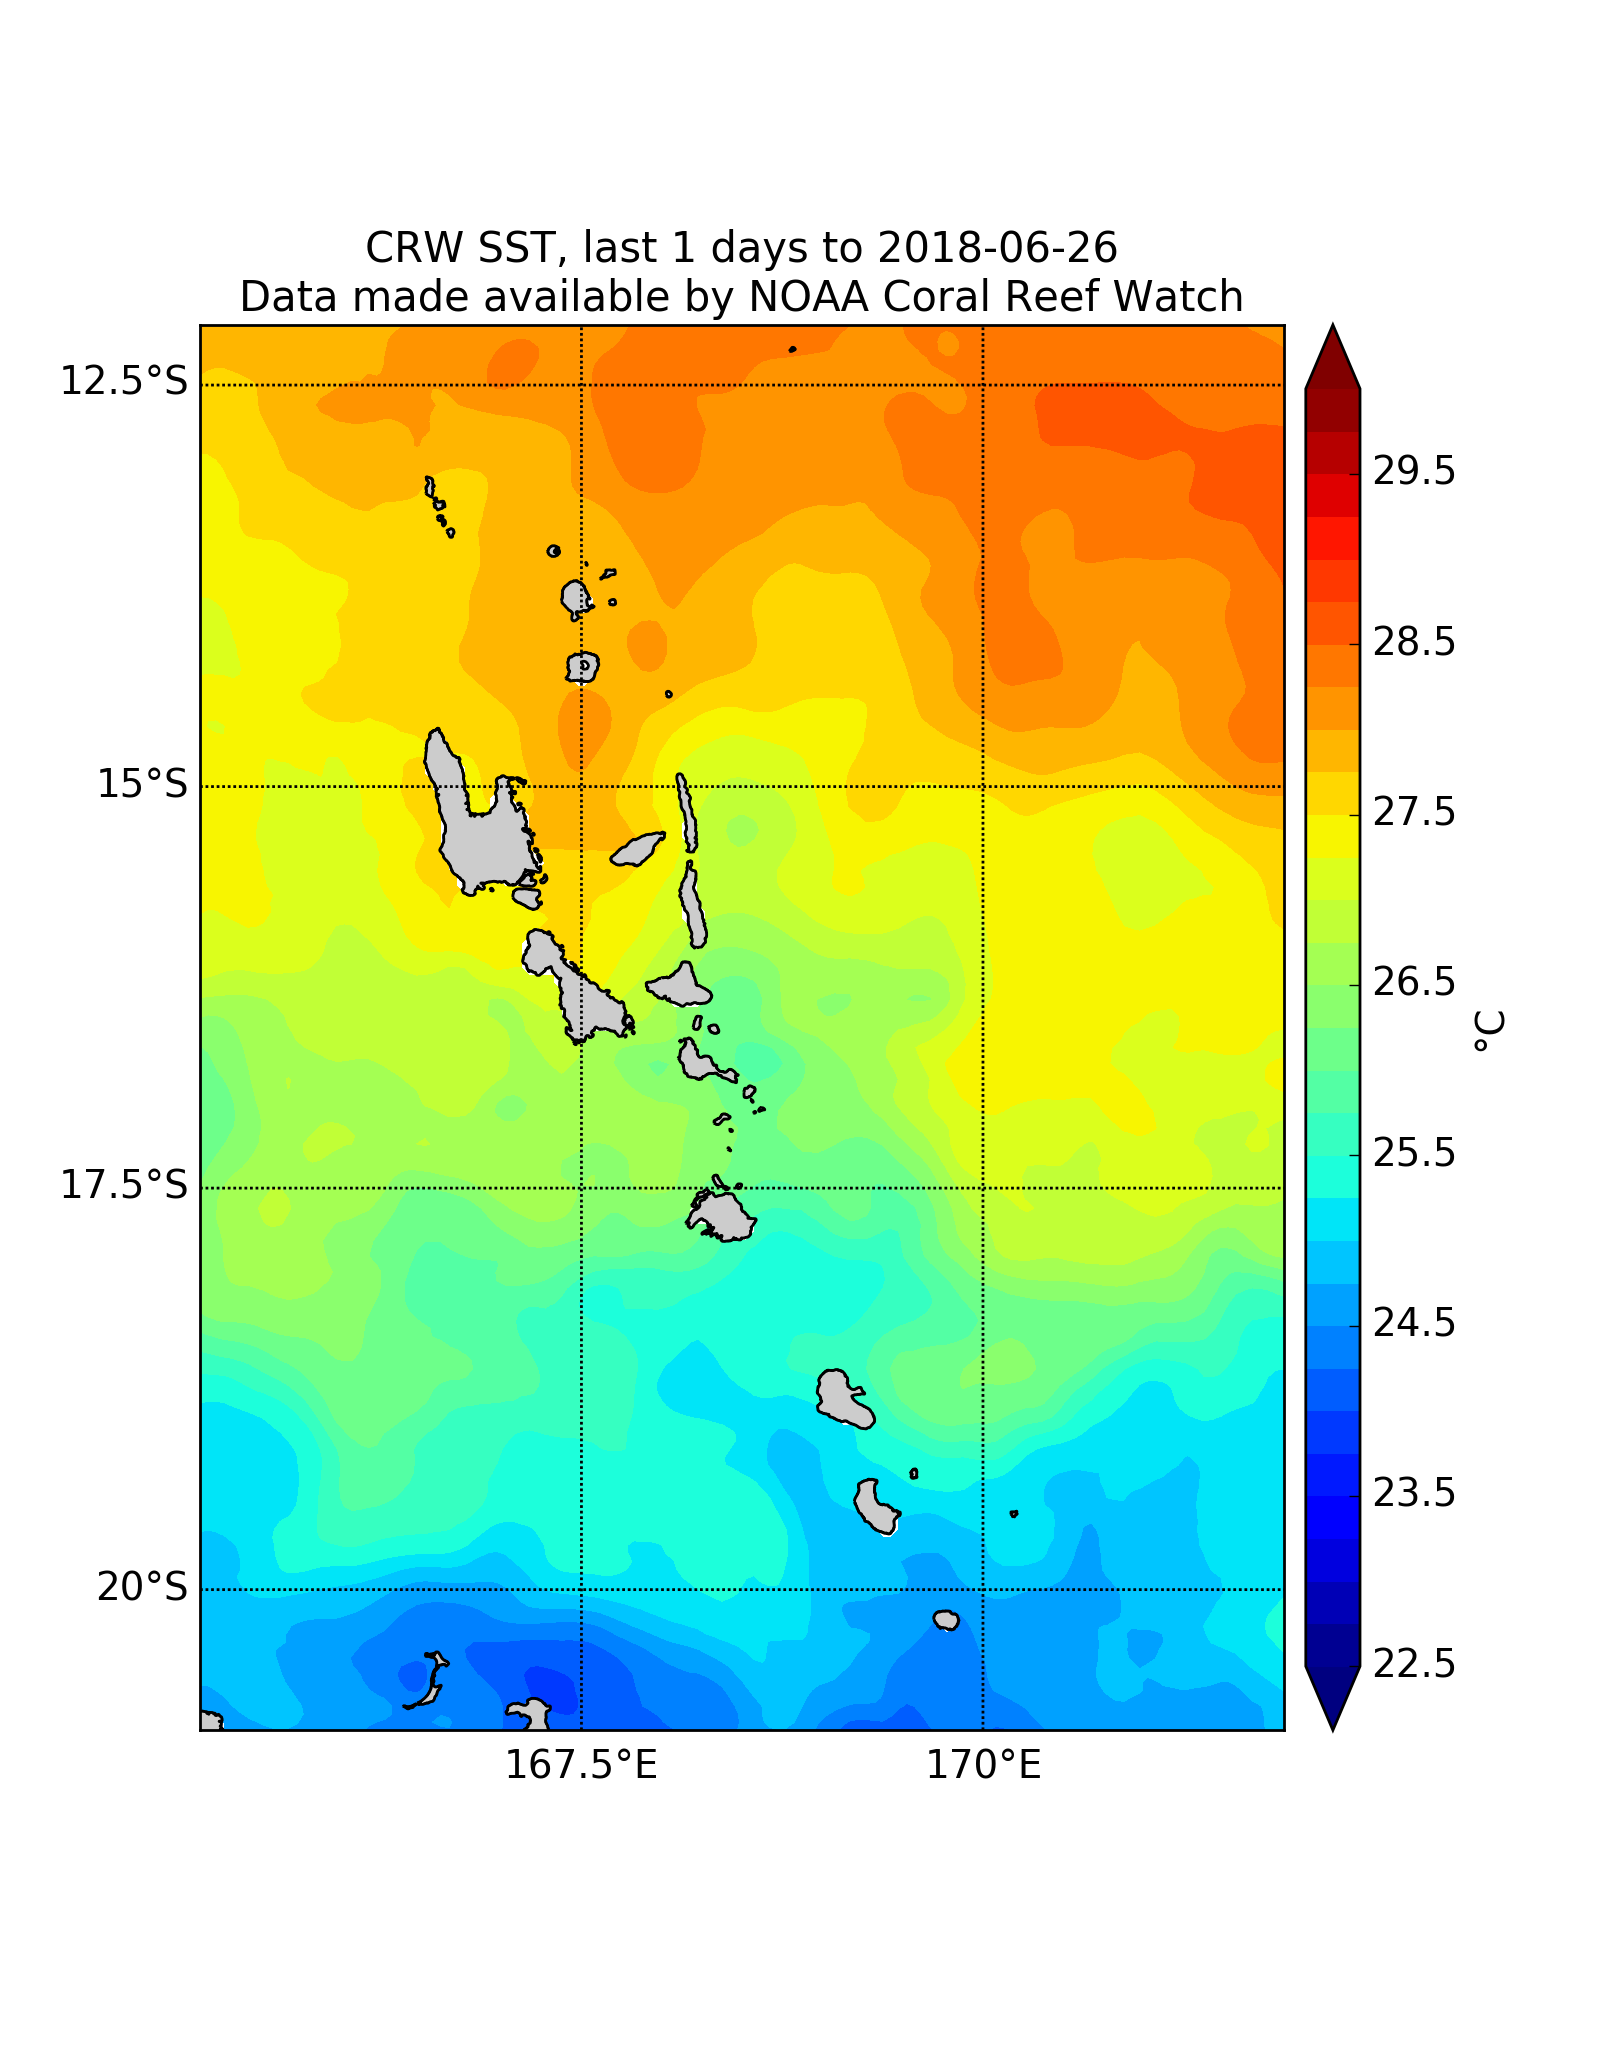 CRW SST, last 1 days to 2018-06-26
Data made available by NOAA Coral Reef Watch
12.5°S
15°S
17.5°S
20°S
167.5°E
170°E
29.5
28.5
27.5
26.5
25.5
24.5
23.5
22.5
°C